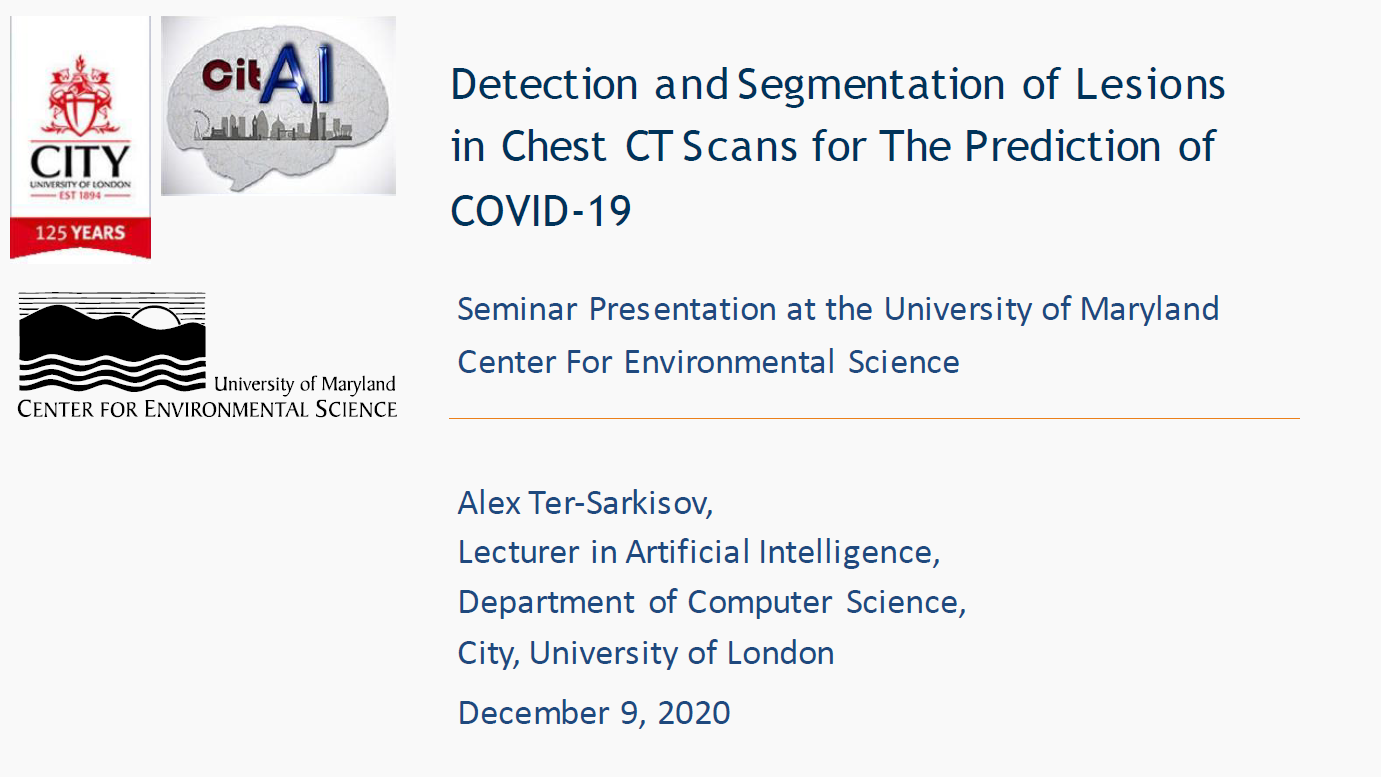 CITY
UNIVERSITY OF LONDON
EST 1894
125 YEARS
citAI
University of Maryland
CENTER FOR ENVIRONMENTAL SCIENCE
Detection and Segmentation of Lesions
in Chest CT Scans for The Prediction of
COVID-19
Seminar Presentation at the University of Maryland
Center For Environmental Science
Alex Ter-Sarkisov,
Lecturer in Artificial Intelligence,
Department of Computer Science,
City, University of London
December 9, 2020